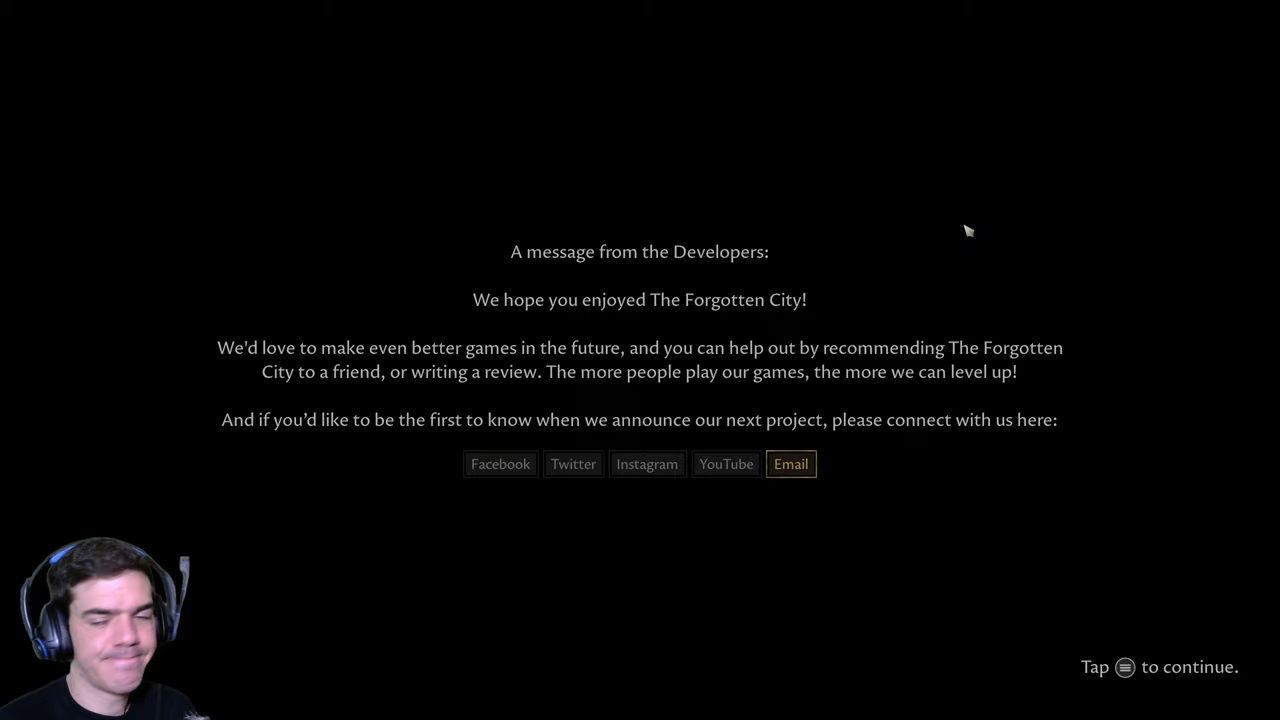 A message from the Developers:
We hope you enjoyed The Forgotten City!
We'd love to make even better games in the future, and you can help out by recommending The Forgotten
City to a friend, or writing a review. The more people play our games, the more we can level up!
And if you’d like to be the first to know when we announce our next project, please connect with us here:
Facebook Twitter Instagram YouTube Email
Tap to continue.